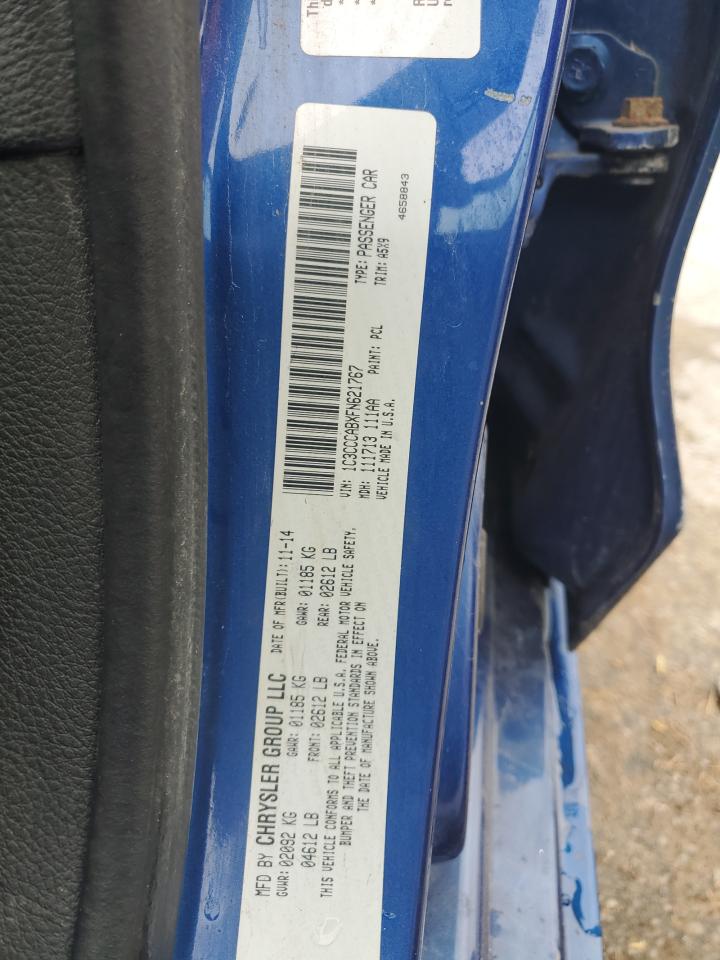 MFD BY CHRYSLER GROUP LLC DATE OF MFR(BUILT): 11-14
GVWR: 02092 KG GAWR: 01185 KG GAWR: 01185 KG
04612 LB FRONT: 02612 LB REAR: 02612 LB
THIS VEHICLE CONFORMS TO ALL APPLICABLE U.S.A. FEDERAL MOTOR VEHICLE SAFETY,
BUMPER AND THEFT PREVENTION STANDARDS IN EFFECT ON
THE DATE OF MANUFACTURE SHOWN ABOVE.
VIN: 1C3CCCABXFN621767 TYPE: PASSENGER CAR
MDH: 111713 111AA PAINT: PCL TRIM: A5X9
VEHICLE MADE IN U.S.A.
4658843